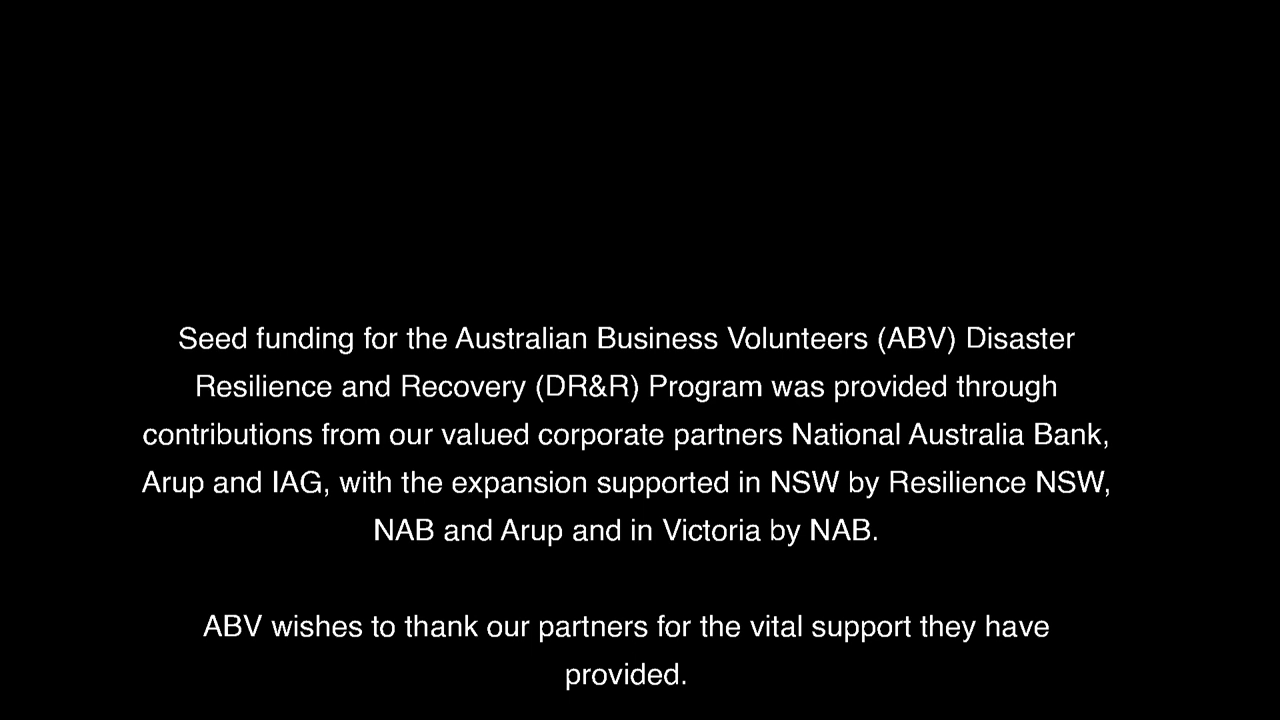 Seed funding for the Australian Business Volunteers (ABV) Disaster
Resilience and Recovery (DR&R) Program was provided through
contributions from our valued corporate partners National Australia Bank,
Arup and IAG, with the expansion supported in NSW by Resilience NSW,
NAB and Arup and in Victoria by NAB.
ABV wishes to thank our partners for the vital support they have
provided.